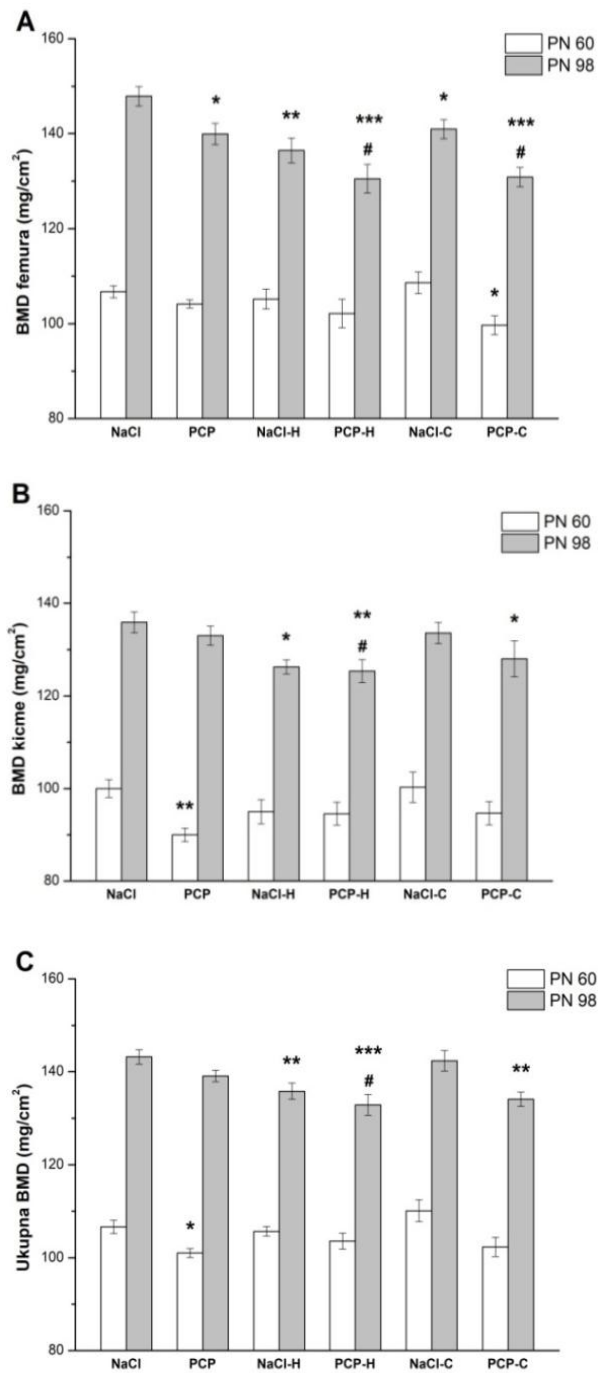 A
160
PN 60
PN 98
*
**
***
*
***
140
#
#
BMD femura (mg/cm²)
120
*
100
80
NaCl
PCP
NaCl-H
PCP-H
NaCl-C
PCP-C
B
160
PN 60
PN 98
140
*
**
*
#
BMD kicme (mg/cm²)
120
100
**
80
NaCl
PCP
NaCl-H
PCP-H
NaCl-C
PCP-C
C
160
PN 60
PN 98
**
***
**
140
#
Ukupna BMD (mg/cm²)
120
*
100
80
NaCl
PCP
NaCl-H
PCP-H
NaCl-C
PCP-C